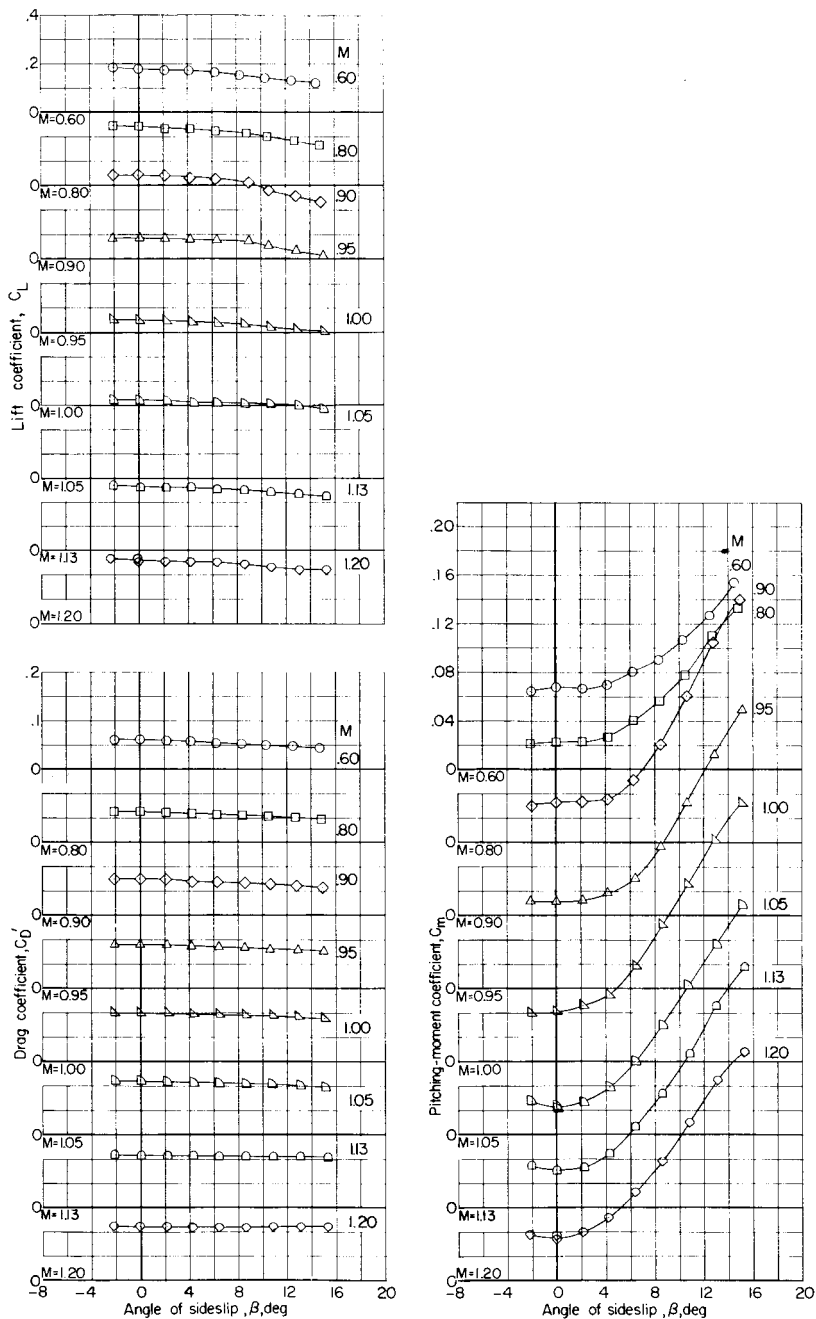 .4
.2
0
M
.60
M=0.60
.80
0
M=0.80
.90
0
M=0.90
.95
0
M=0.95
1.00
0
M=1.00
1.05
0
M=1.05
1.13
0
M=1.13
1.20
0
M=1.20
Lift coefficient, C_L
.2
.1
0
M
.60
0
.80
M=0.80
0
.90
M=0.90
0
.95
M=0.95
0
1.00
M=1.00
0
1.05
M=1.05
0
1.13
M=1.13
0
1.20
M=1.20
Drag coefficient, C_D'
-8 -4 0 4 8 12 16 20
Angle of sideslip, β, deg
.20
.16
.12
.08
.04
0
M
.60
.90
.80
.95
1.00
1.05
1.13
1.20
M=0.60
0
M=0.80
0
M=0.90
0
M=0.95
0
M=1.00
0
M=1.05
0
M=1.13
0
M=1.20
Pitching-moment coefficient, C_m
-8 -4 0 4 8 12 16 20
Angle of sideslip, β, deg